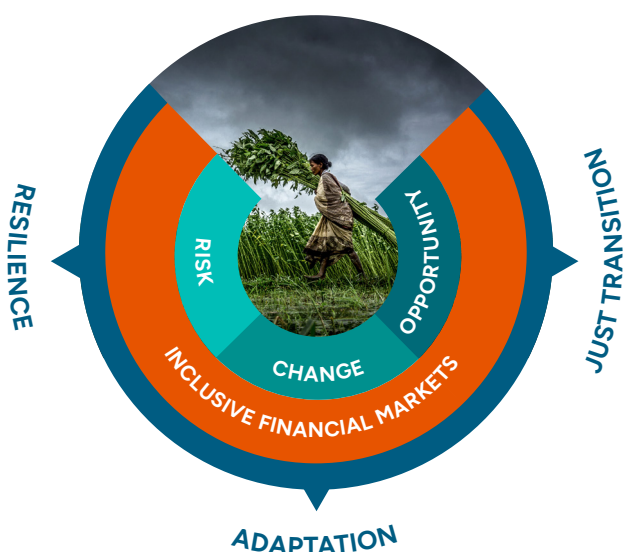 RESILIENCE
JUST TRANSITION
RISK
OPPORTUNITY
CHANGE
INCLUSIVE FINANCIAL MARKETS
ADAPTATION